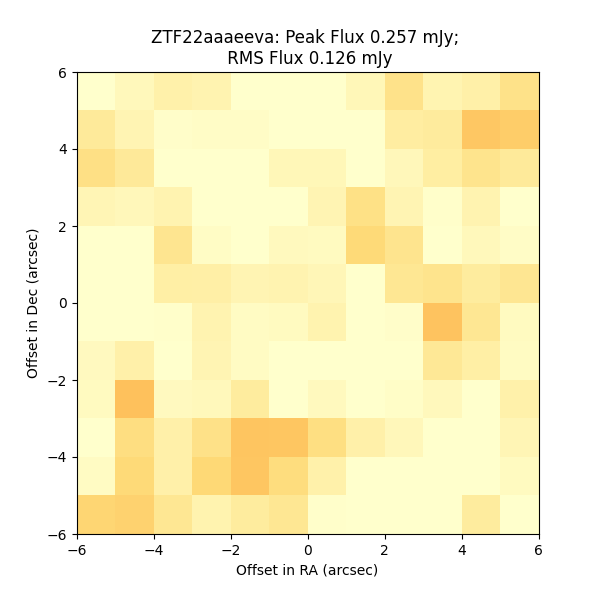 ZTF22aaaeeva: Peak Flux 0.257 mJy;
RMS Flux 0.126 mJy
6
4
2
0
−2
−4
−6
Offset in Dec (arcsec)
−6 −4 −2 0 2 4 6
Offset in RA (arcsec)